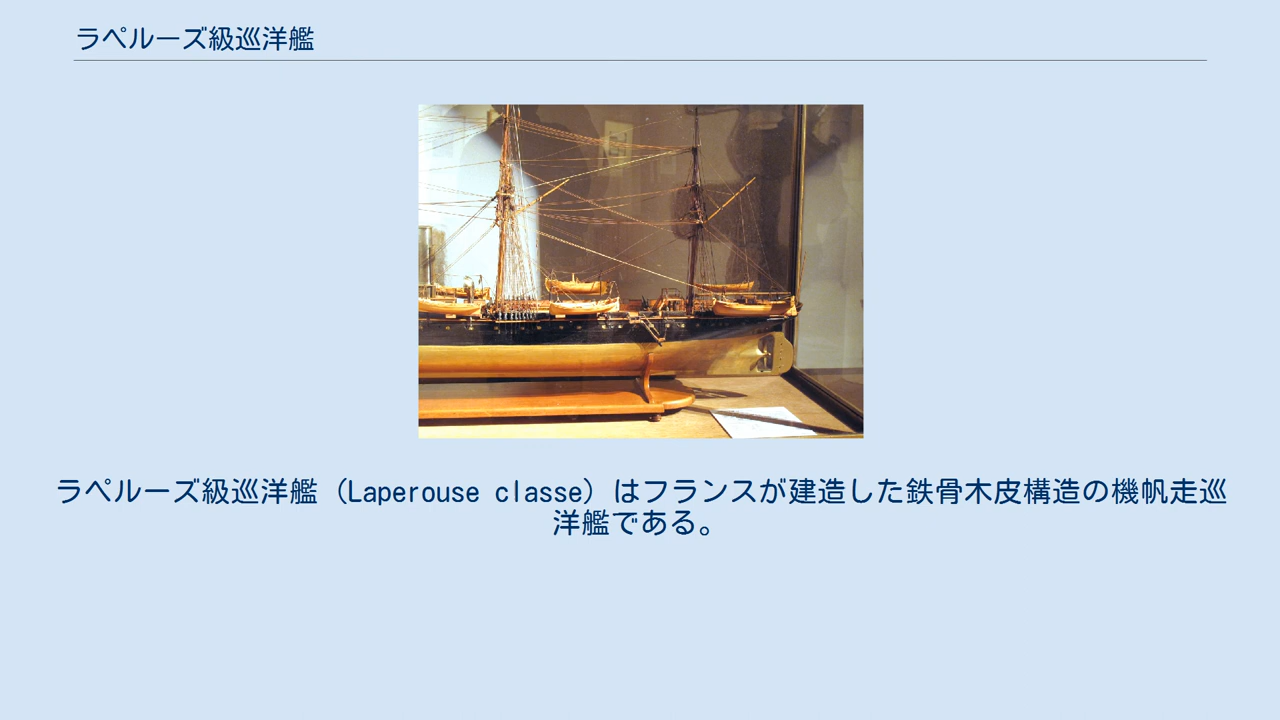 ラペルーズ級巡洋艦
ラペルーズ級巡洋艦（Laperouse classe）はフランスが建造した鉄骨木皮構造の機帆走巡
洋艦である。